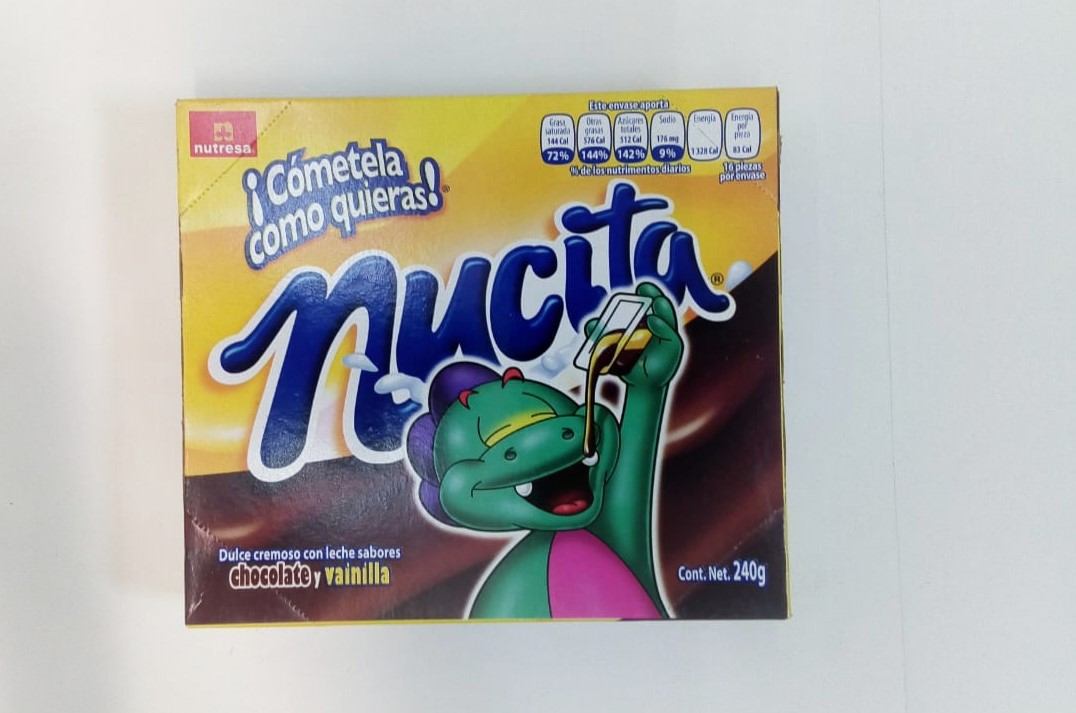 nutresa
¡Cómetela
como quieras!®
Este envase aporta
Grasa saturada 144 Cal 72%
Otras grasas 576 Cal 144%
Azúcares totales 512 Cal 142%
Sodio 176 mg 9%
Energía 1 328 Cal
Energía por pieza 83 Cal
% de los nutrimentos diarios
16 piezas
por envase
nucita®
Dulce cremoso con leche sabores
chocolate y vainilla
Cont. Net. 240g